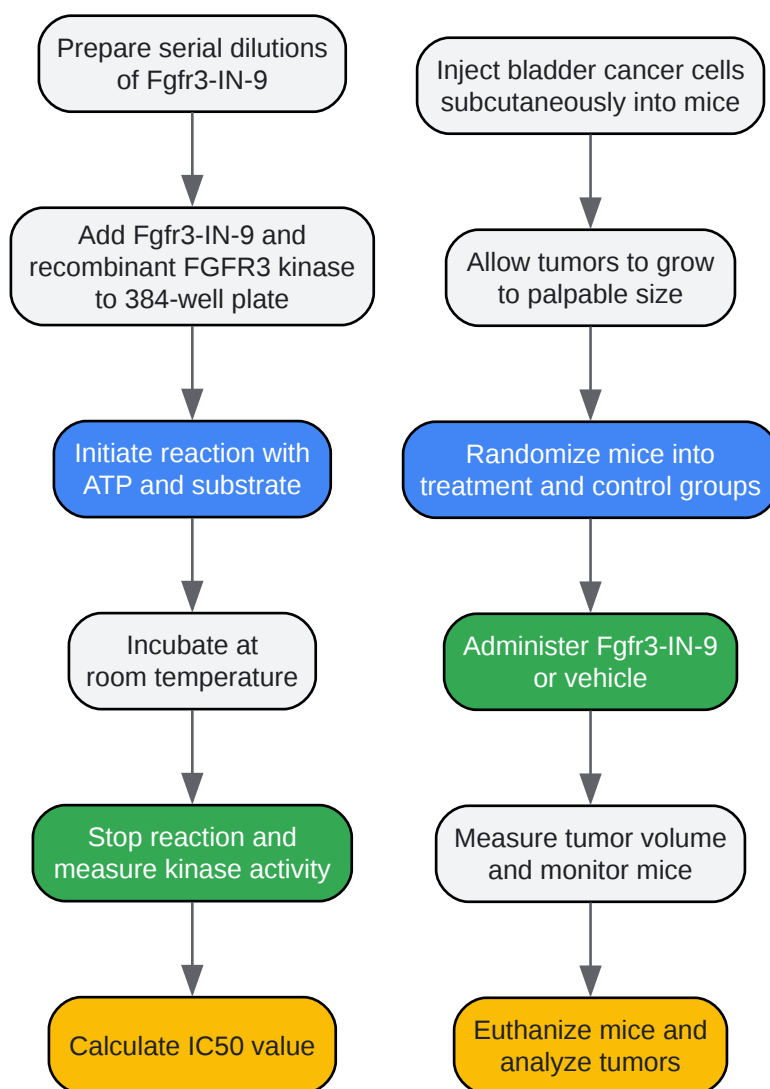 Prepare serial dilutions
of Fgfr3-IN-9
Add Fgfr3-IN-9 and
recombinant FGFR3 kinase
to 384-well plate
Initiate reaction with
ATP and substrate
Incubate at
room temperature
Stop reaction and
measure kinase activity
Calculate IC50 value
Inject bladder cancer cells
subcutaneously into mice
Allow tumors to grow
to palpable size
Randomize mice into
treatment and control groups
Administer Fgfr3-IN-9
or vehicle
Measure tumor volume
and monitor mice
Euthanize mice and
analyze tumors